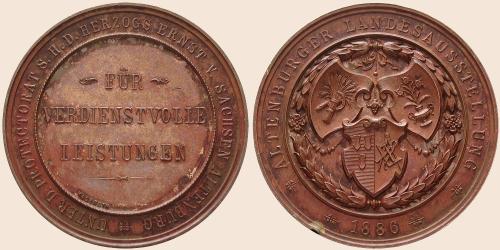 UNTER D. PROTECTORAT S. H. D. HERZOGS ERNST V. SACHSEN-ALTENBURG
FÜR
VERDIENSTVOLLE
LEISTUNGEN
ALTENBURGER LANDESAUSSTELLUNG
1886